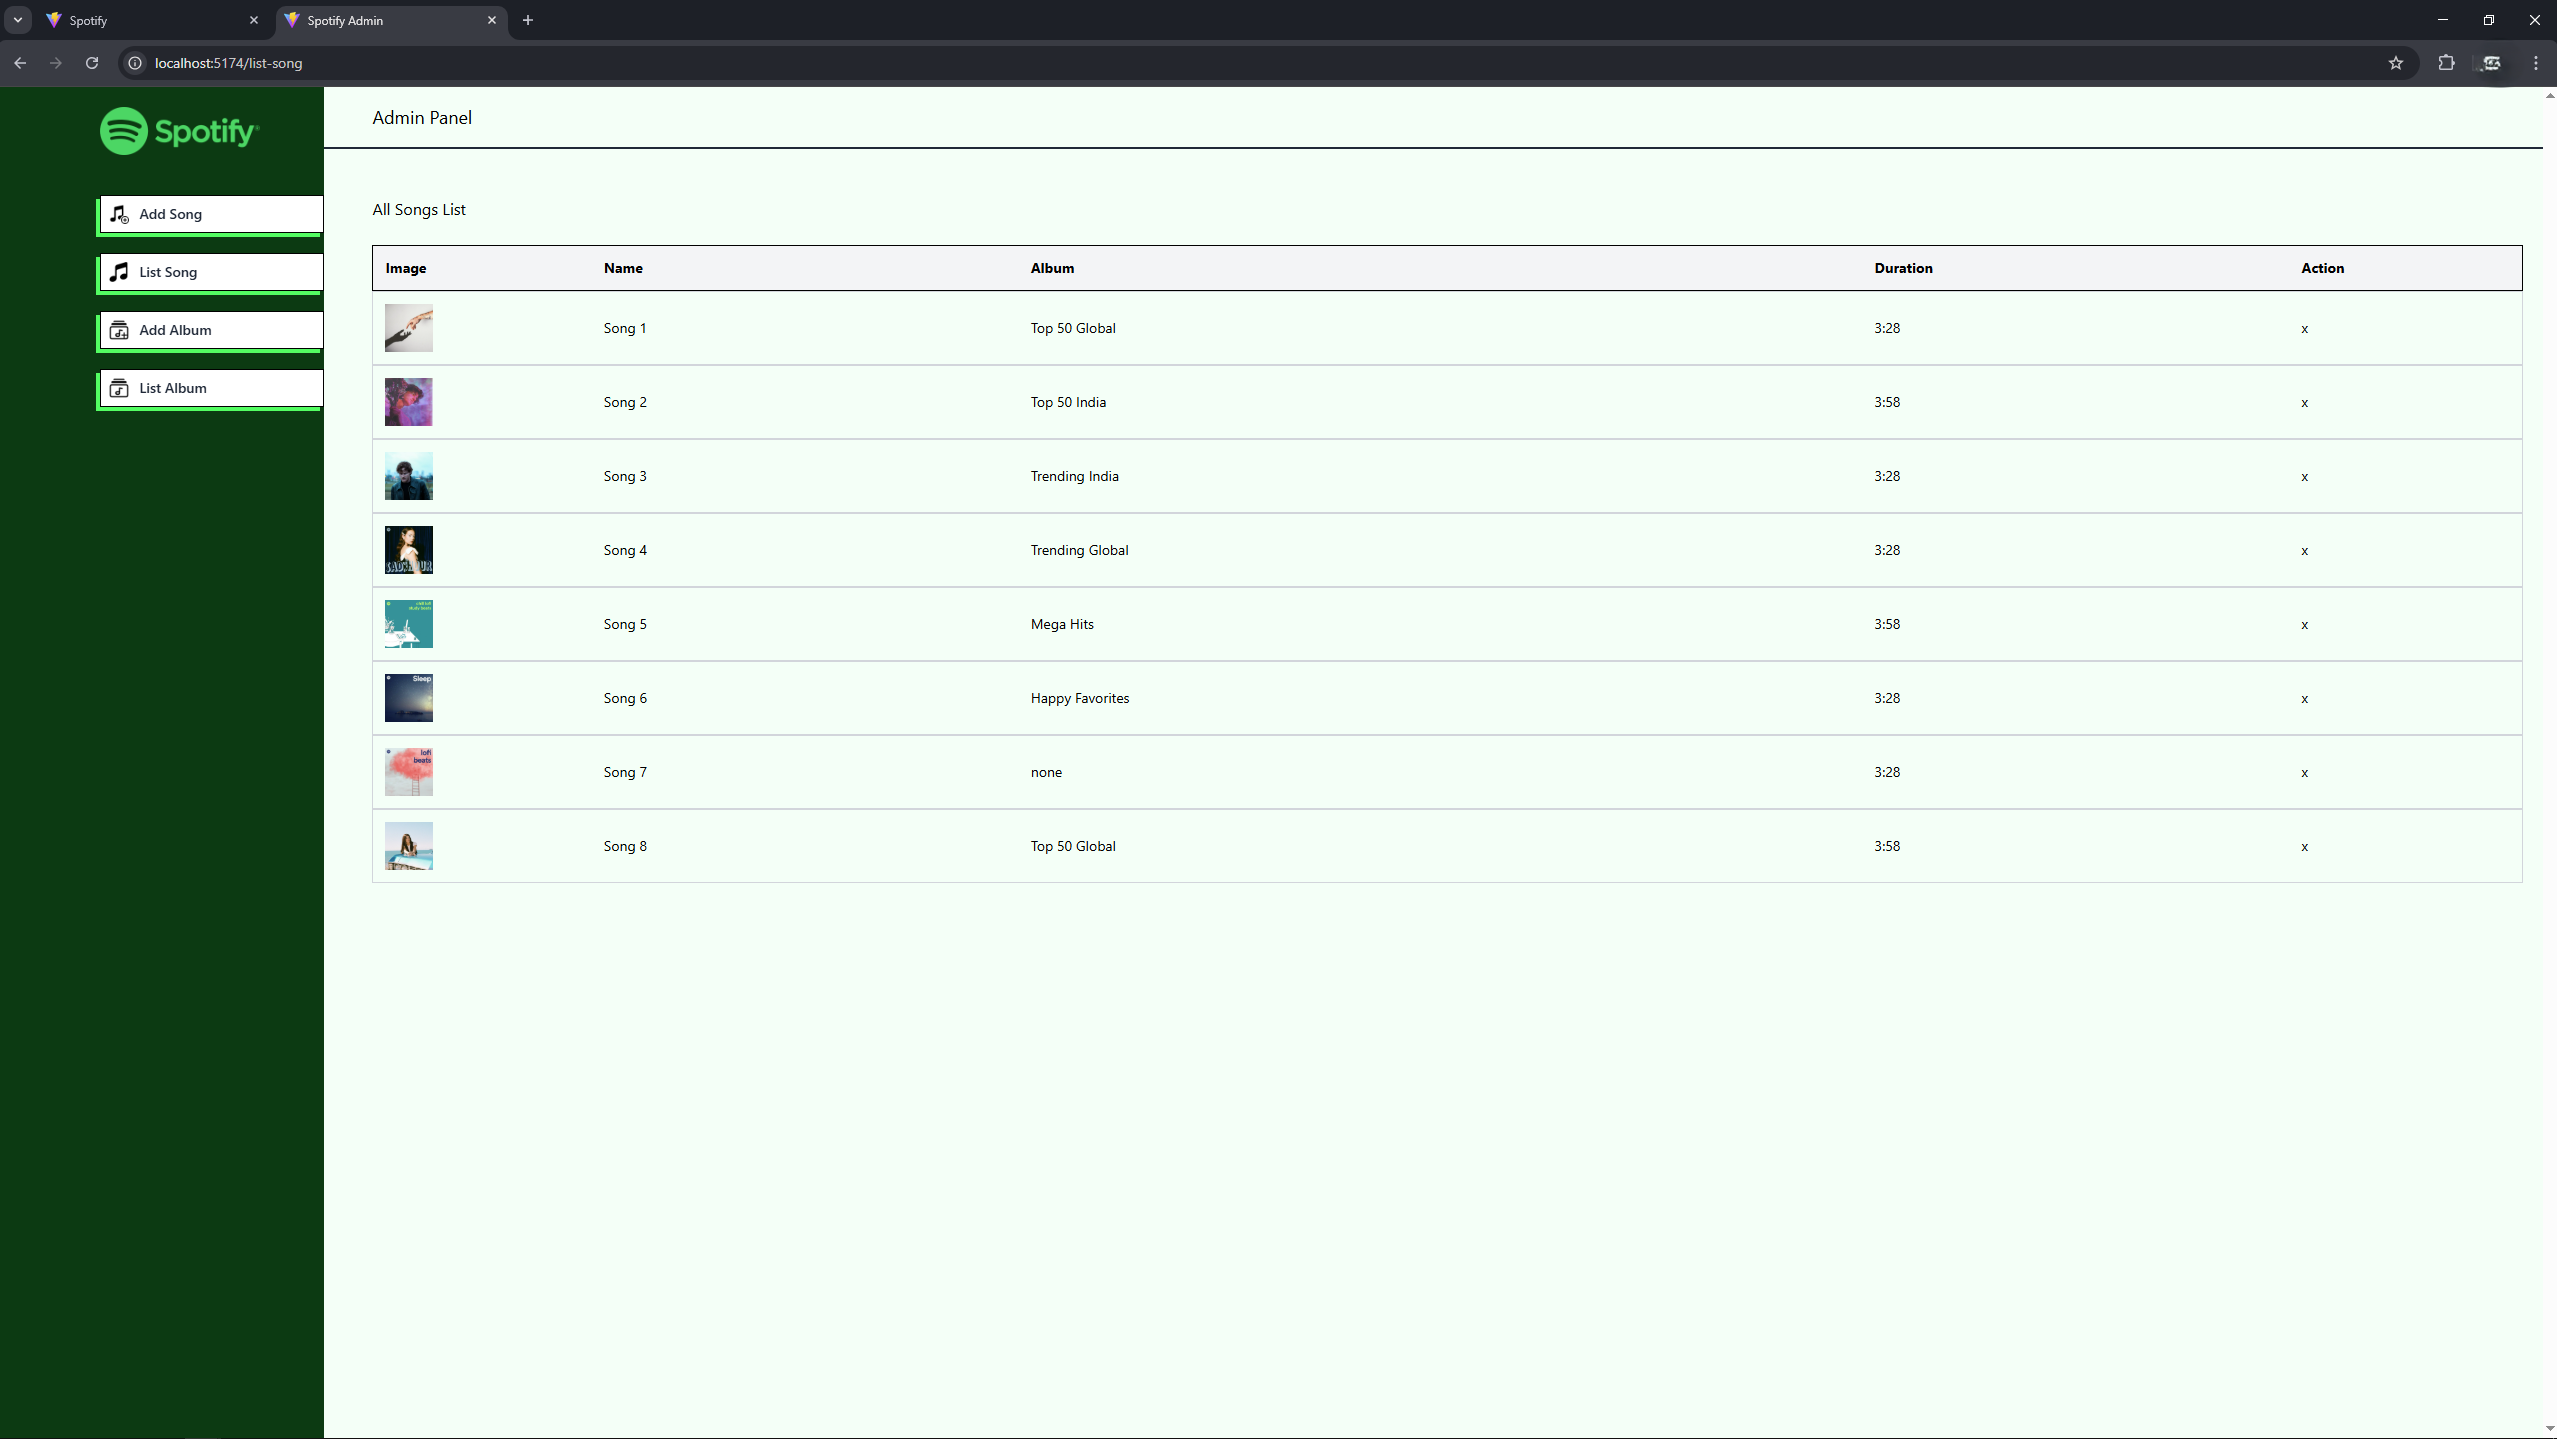 Spotify
Spotify Admin
localhost:5174/list-song
Spotify
Admin Panel
Add Song
List Song
Add Album
List Album
All Songs List
Image Name Album Duration Action
Song 1 Top 50 Global 3:28 x
Song 2 Top 50 India 3:58 x
Song 3 Trending India 3:28 x
Song 4 Trending Global 3:28 x
Song 5 Mega Hits 3:58 x
Sleep
Song 6 Happy Favorites 3:28 x
lofi
beats
Song 7 none 3:28 x
Song 8 Top 50 Global 3:58 x